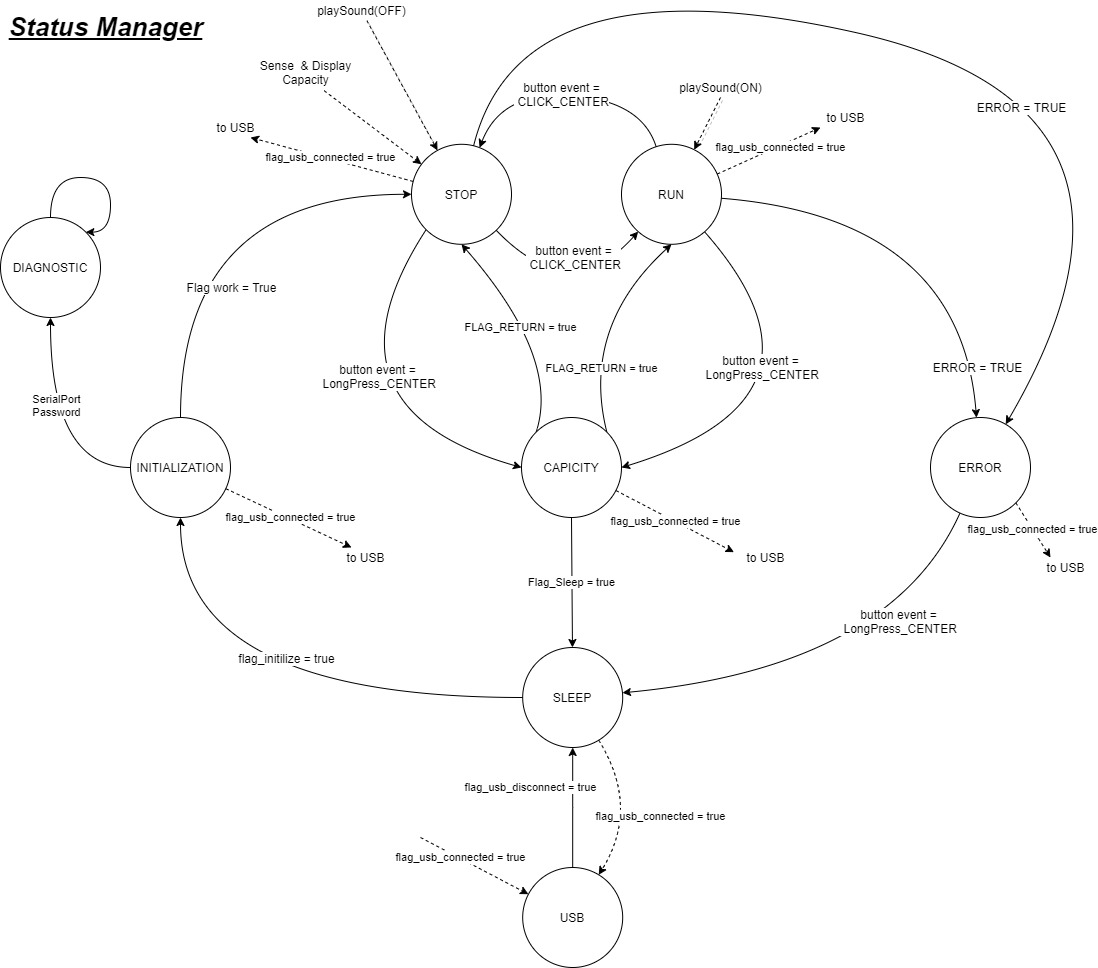 Status Manager
playSound(OFF)
Sense & Display
Capacity
button event =
CLICK_CENTER
playSound(ON)
ERROR = TRUE
to USB
flag_usb_connected = true
to USB
flag_usb_connected = true
STOP
RUN
DIAGNOSTIC
button event =
CLICK_CENTER
Flag work = True
FLAG_RETURN = true
button event =
LongPress_CENTER
FLAG_RETURN = true
button event =
LongPress_CENTER
ERROR = TRUE
SerialPort
Password
INITIALIZATION
CAPICITY
ERROR
flag_usb_connected = true
to USB
flag_usb_connected = true
to USB
flag_usb_connected = true
to USB
Flag_Sleep = true
button event =
LongPress_CENTER
flag_initilize = true
SLEEP
flag_usb_disconnect = true
flag_usb_connected = true
flag_usb_connected = true
USB